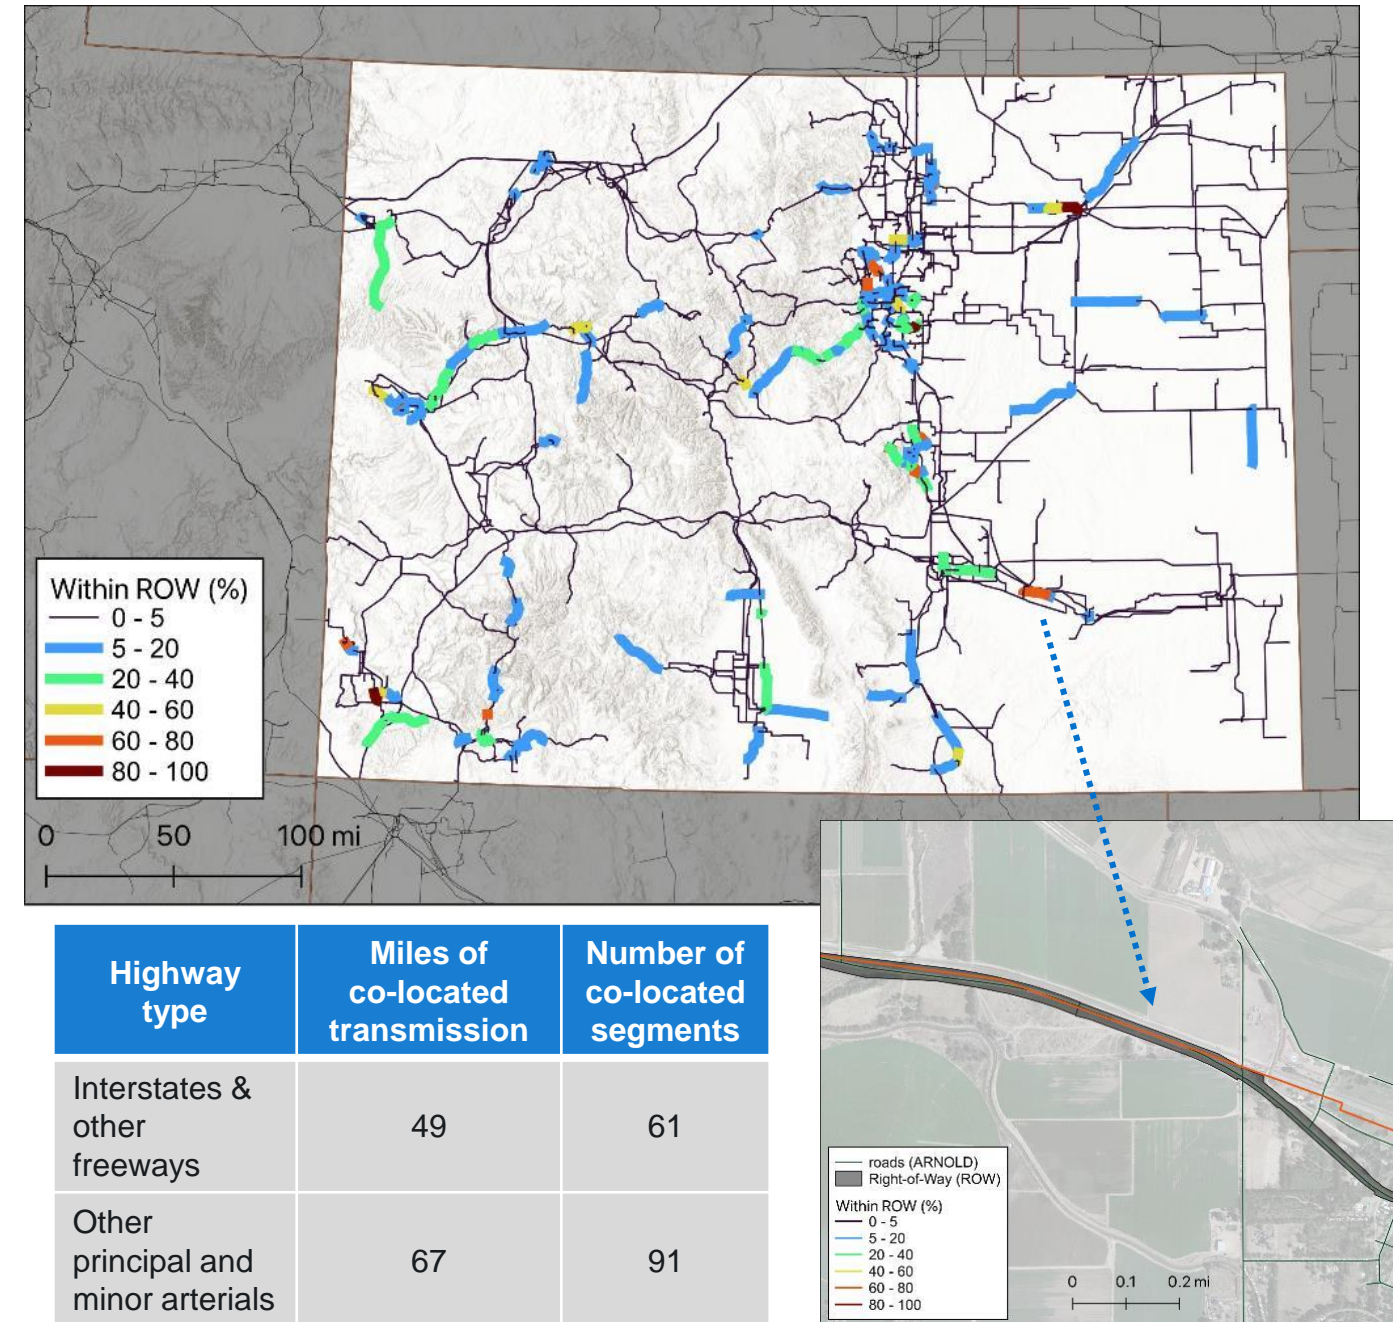 Within ROW (%)
0 - 5
5 - 20
20 - 40
40 - 60
60 - 80
80 - 100
0 50 100 mi
Highway
type
Miles of
co-located
transmission
Number of
co-located
segments
Interstates &
other
freeways
49
61
Other
principal and
minor arterials
67
91
roads (ARNOLD)
Right-of-Way (ROW)
Within ROW (%)
0 - 5
5 - 20
20 - 40
40 - 60
60 - 80
80 - 100
0 0.1 0.2 mi